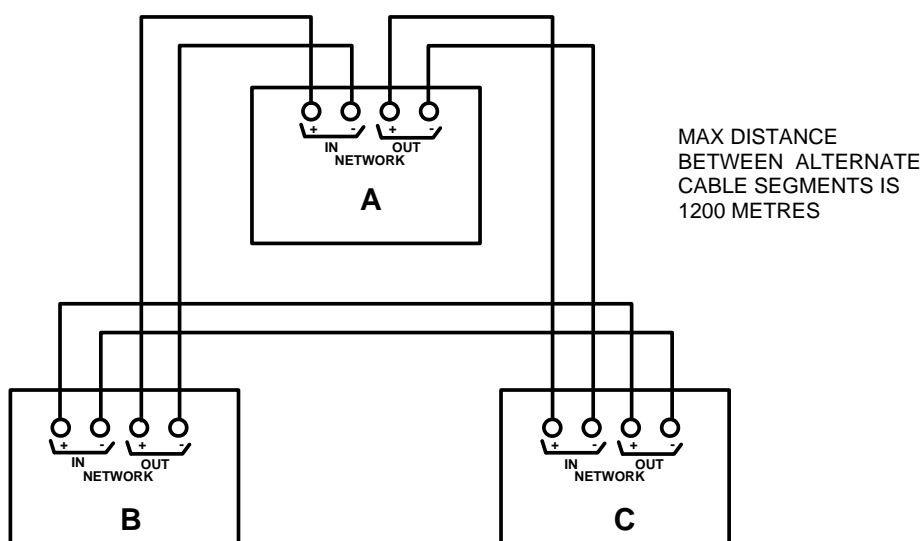 + - + -
IN OUT
NETWORK
A
MAX DISTANCE
BETWEEN ALTERNATE
CABLE SEGMENTS IS
1200 METRES
+ - + -
IN OUT
NETWORK
B
+ - + -
IN OUT
NETWORK
C